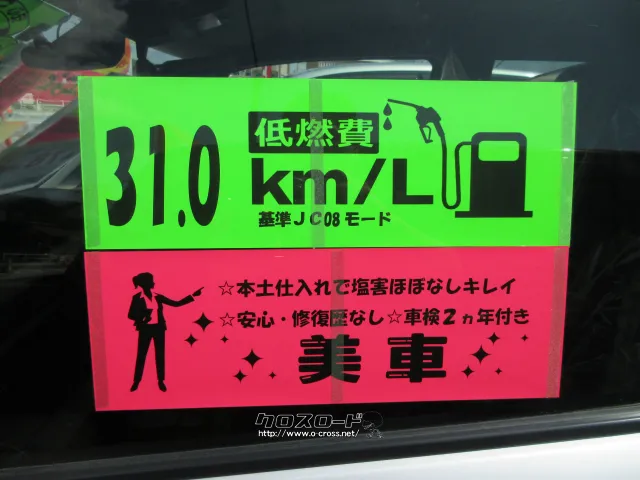 31.0
低燃費
km/L
基準JC08モード
☆本土仕入れで塩害ほぼなしキレイ
☆安心・修復歴なし☆車検2ヵ年付き
美車
クロスロード
http://www.o-cross.net/